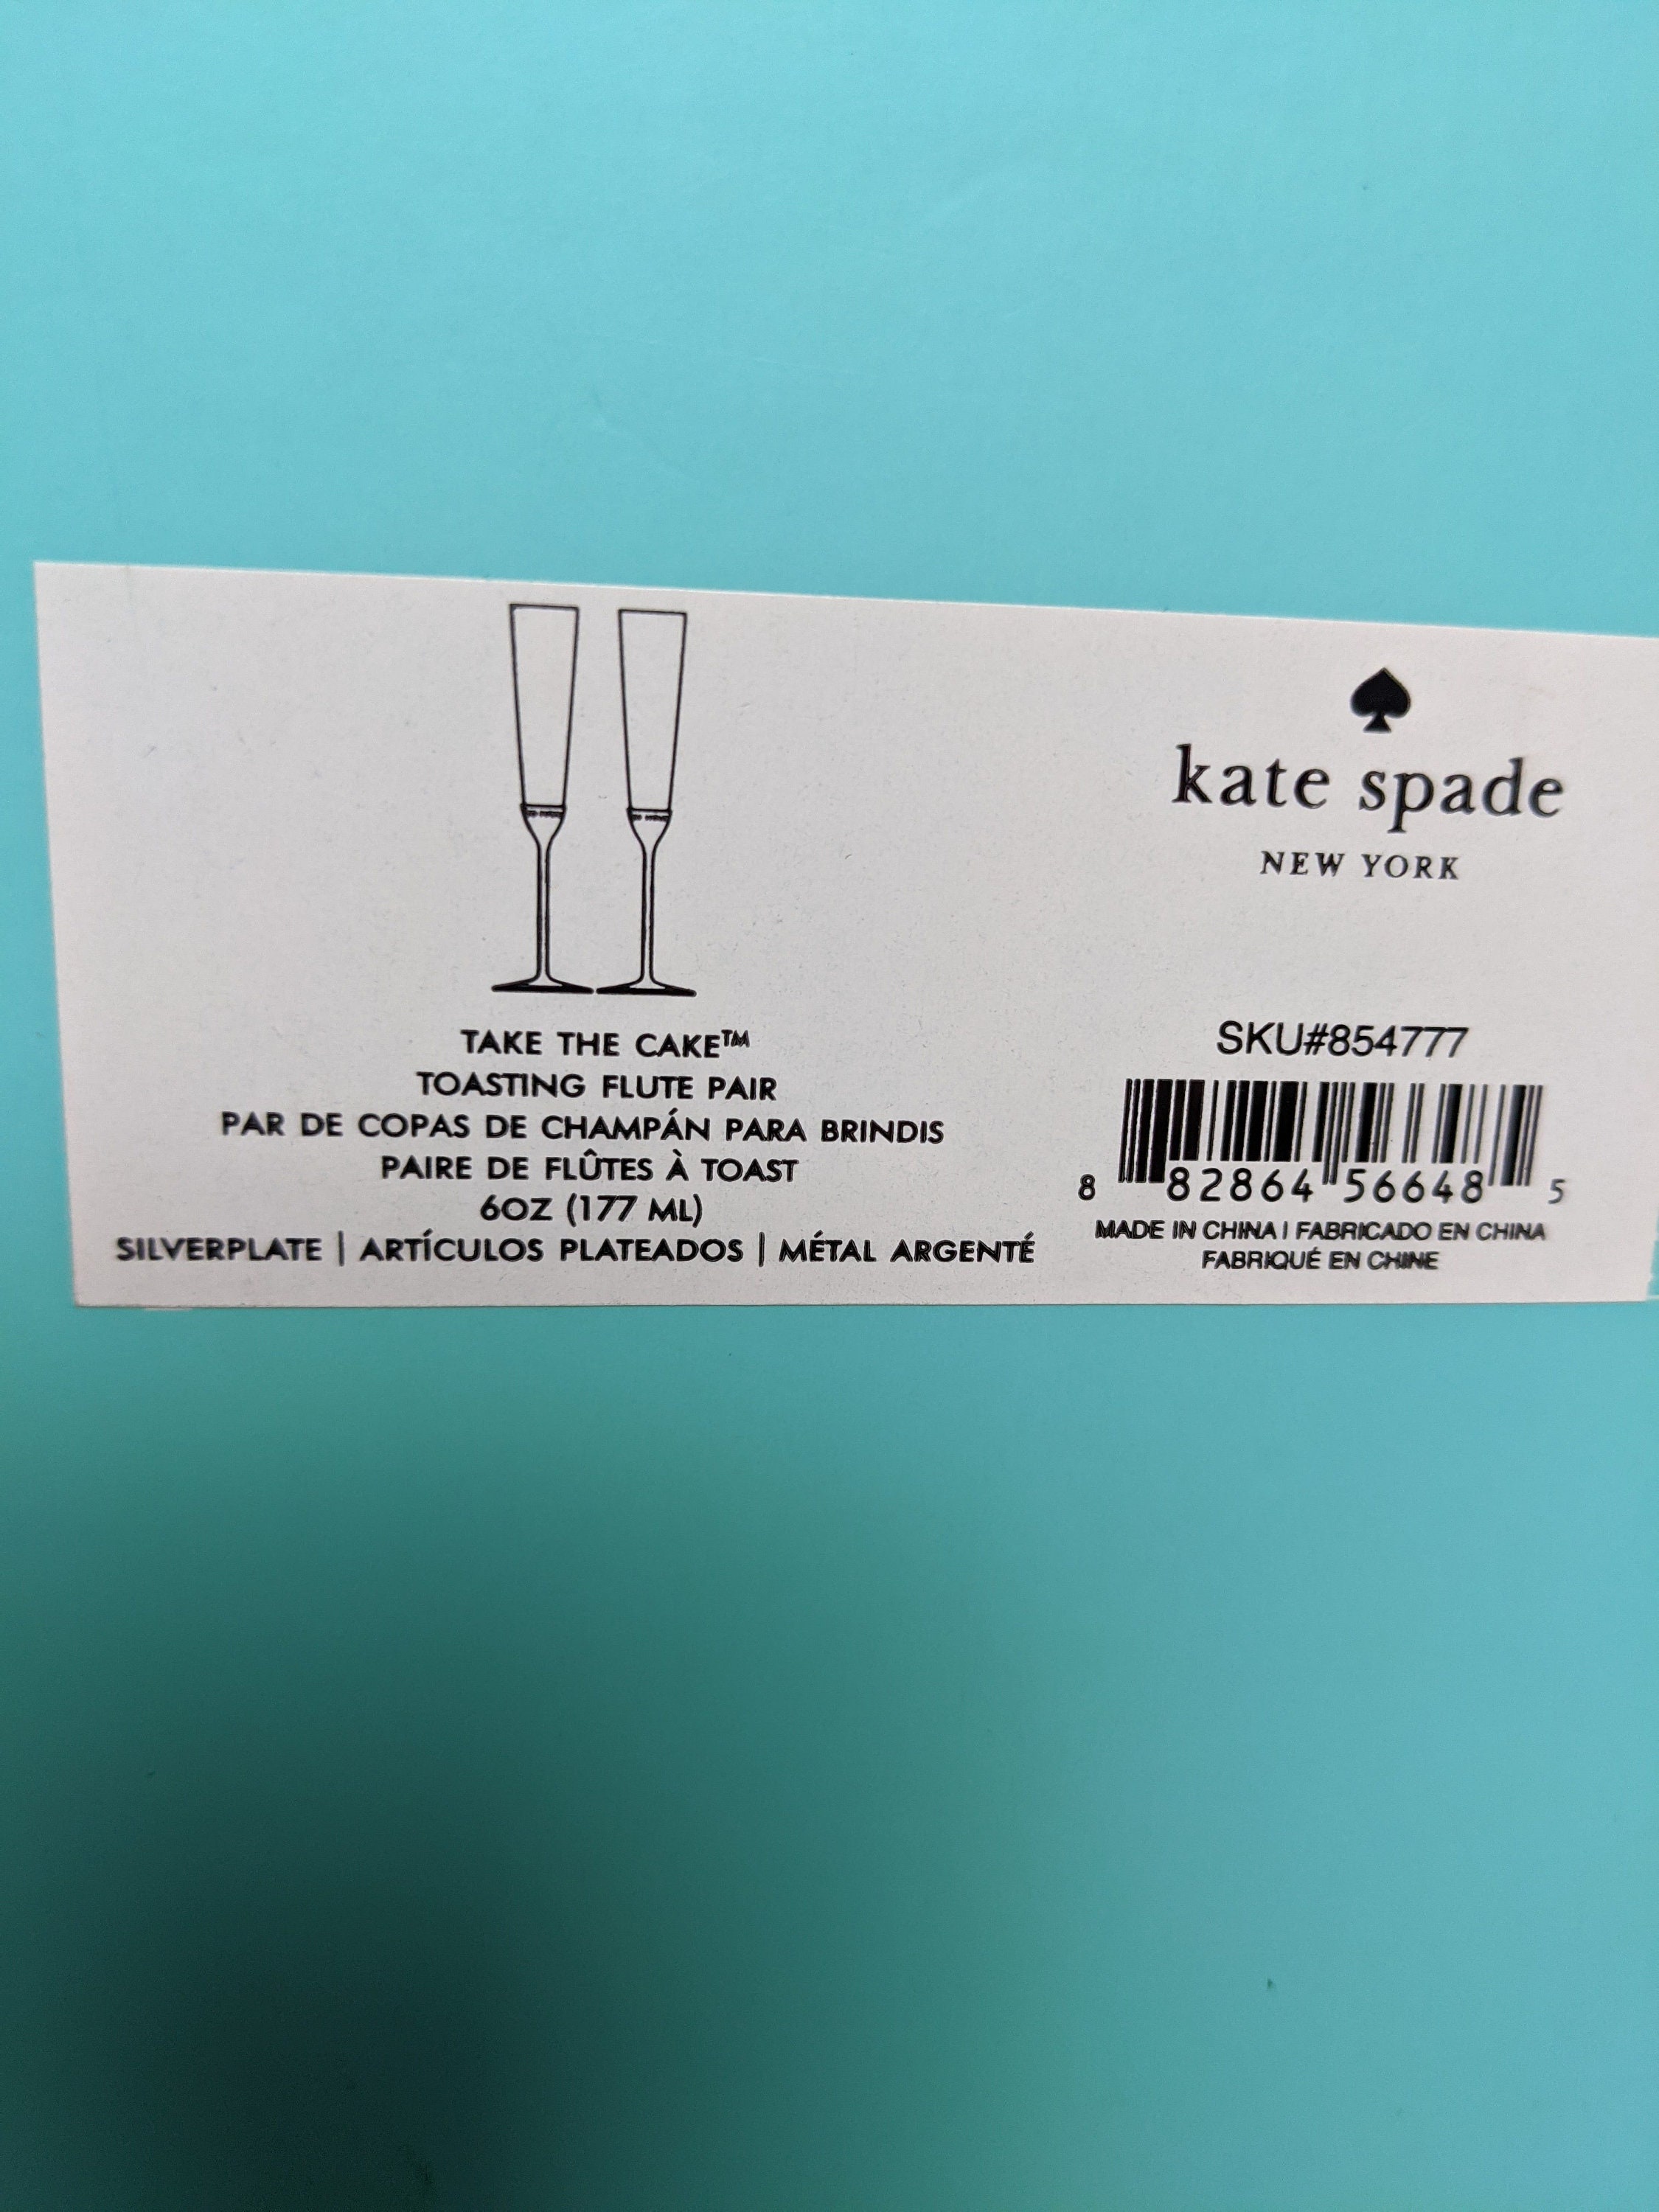 TAKE THE CAKE™
TOASTING FLUTE PAIR
PAR DE COPAS DE CHAMPÁN PARA BRINDIS
PAIRE DE FLÛTES À TOAST
6OZ (177 ML)
SILVERPLATE | ARTÍCULOS PLATEADOS | MÉTAL ARGENTÉ
kate spade
NEW YORK
SKU#854777
8 82864 56648 5
MADE IN CHINA | FABRICADO EN CHINA
FABRIQUÉ EN CHINE